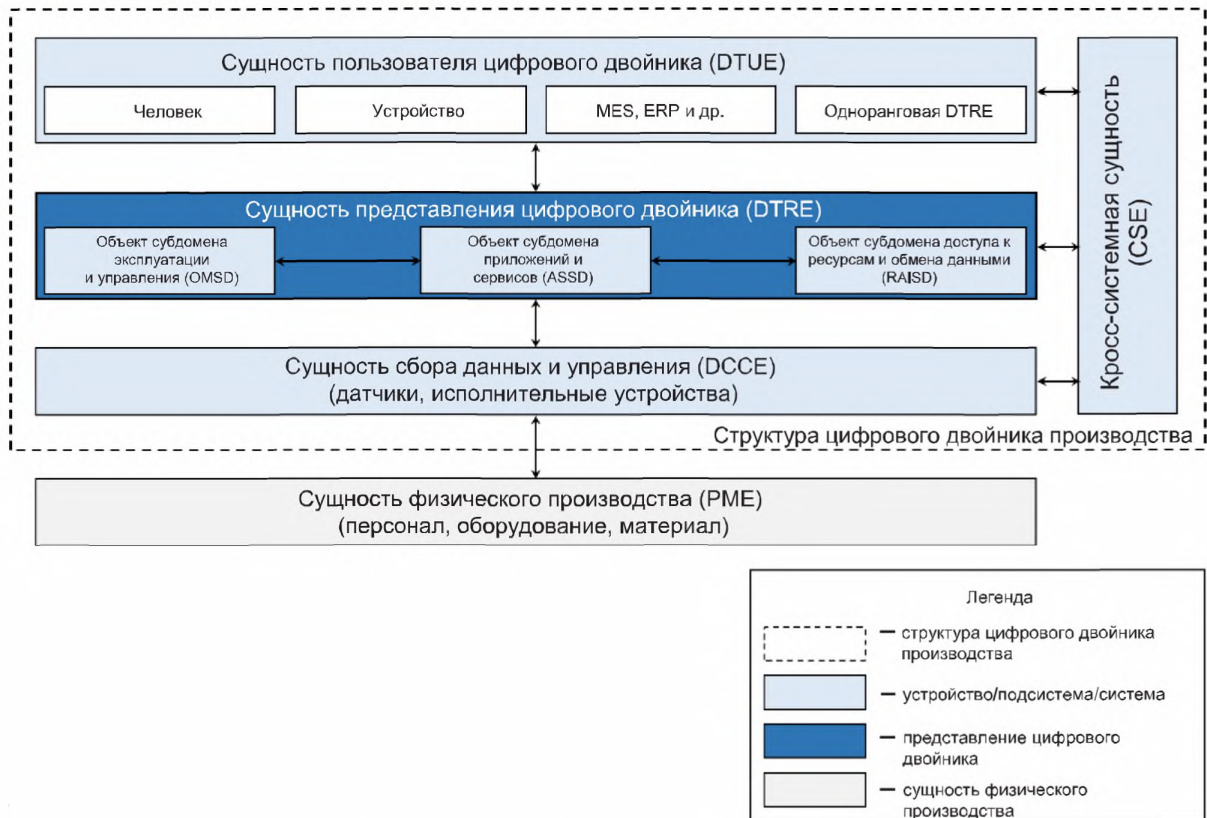 Сущность пользователя цифрового двойника (DTUE)
Человек
Устройство
MES, ERP и др.
Одноранговая DTRE
Кросс-системная сущность
(CSE)
Сущность представления цифрового двойника (DTRE)
Объект субдомена
эксплуатации
и управления (OMSD)
Объект субдомена
приложений и
сервисов (ASSD)
Объект субдомена доступа к
ресурсам и обмена данными
(RAISD)
Сущность сбора данных и управления (DCCE)
(датчики, исполнительные устройства)
Структура цифрового двойника производства
Сущность физического производства (PME)
(персонал, оборудование, материал)
Легенда
— структура цифрового двойника
производства
— устройство/подсистема/система
— представление цифрового
двойника
— сущность физического
производства